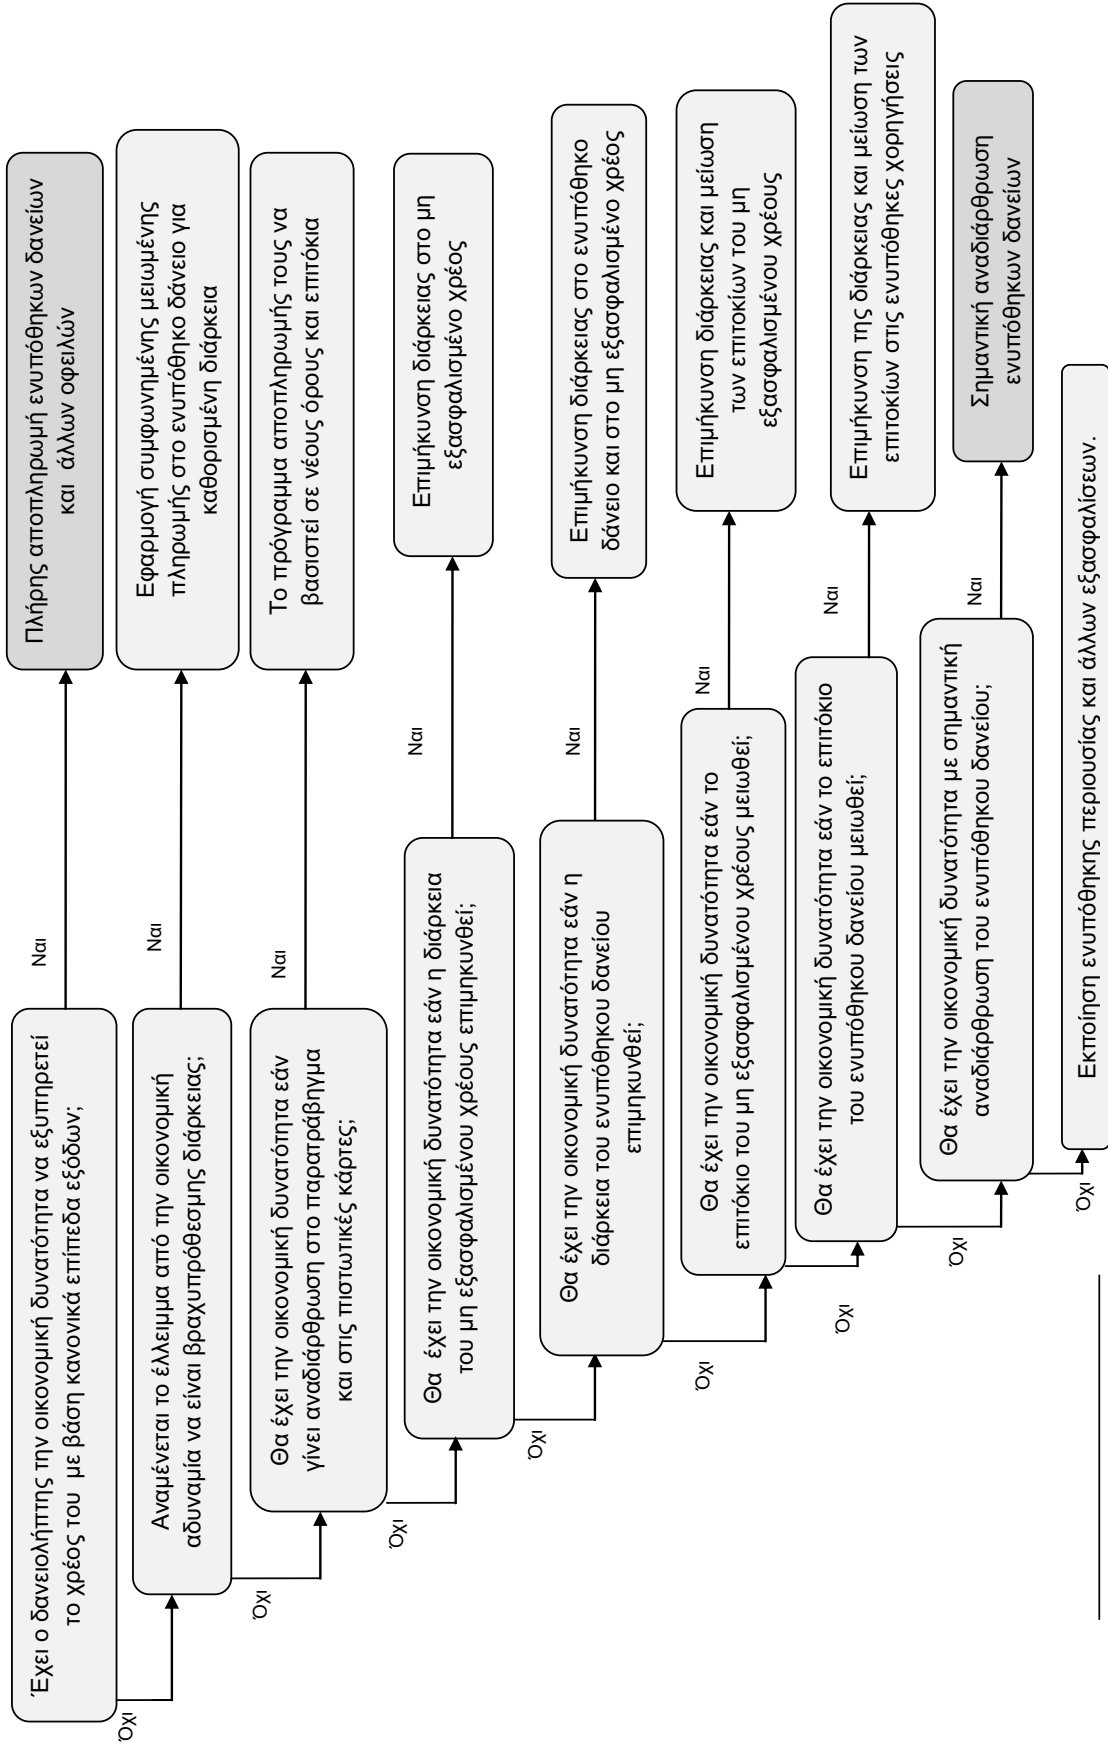 Έχει ο δανειολήπτης την οικονομική δυνατότητα να εξυπηρετεί
το χρέος του με βάση κανονικά επίπεδα εξόδων;
Ναι
Πλήρης αποπληρωμή ενυπόθηκων δανείων
και άλλων οφειλών
Όχι
Αναμένεται το έλλειμμα από την οικονομική
αδυναμία να είναι βραχυπρόθεσμης διάρκειας;
Ναι
Εφαρμογή συμφωνημένης μειωμένης
πληρωμής στο ενυπόθηκο δάνειο για
καθορισμένη διάρκεια
Όχι
Θα έχει την οικονομική δυνατότητα εάν
γίνει αναδιάρθρωση στο παρατράβηγμα
και στις πιστωτικές κάρτες;
Ναι
Το πρόγραμμα αποπληρωμής τους να
βασιστεί σε νέους όρους και επιτόκια
Όχι
Θα έχει την οικονομική δυνατότητα εάν η διάρκεια
του μη εξασφαλισμένου χρέους επιμηκυνθεί;
Ναι
Επιμήκυνση διάρκειας στο μη
εξασφαλισμένο χρέος
Όχι
Θα έχει την οικονομική δυνατότητα εάν η
διάρκεια του ενυπόθηκου δανείου
επιμηκυνθεί;
Ναι
Επιμήκυνση διάρκειας στο ενυπόθηκο
δάνειο και στο μη εξασφαλισμένο χρέος
Όχι
Θα έχει την οικονομική δυνατότητα εάν το
επιτοκιο του μη εξασφαλισμένου χρέους μειωθεί;
Ναι
Επιμήκυνση διάρκειας και μείωση
των επιτοκίων του μη
εξασφαλισμένου χρέους
Όχι
Θα έχει την οικονομική δυνατότητα εάν το επιτόκιο
του ενυπόθηκου δανείου μειωθεί;
Ναι
Επιμήκυνση της διάρκειας και μείωση των
επιτοκίων στις ενυπόθηκες χορηγήσεις
Όχι
Θα έχει την οικονομική δυνατότητα με σημαντική
αναδιάρθρωση του ενυπόθηκου δανείου;
Ναι
Σημαντική αναδιάρθρωση
ενυπόθηκων δανείων
Όχι
Εκποίηση ενυπόθηκης περιουσίας και άλλων εξασφαλίσεων.